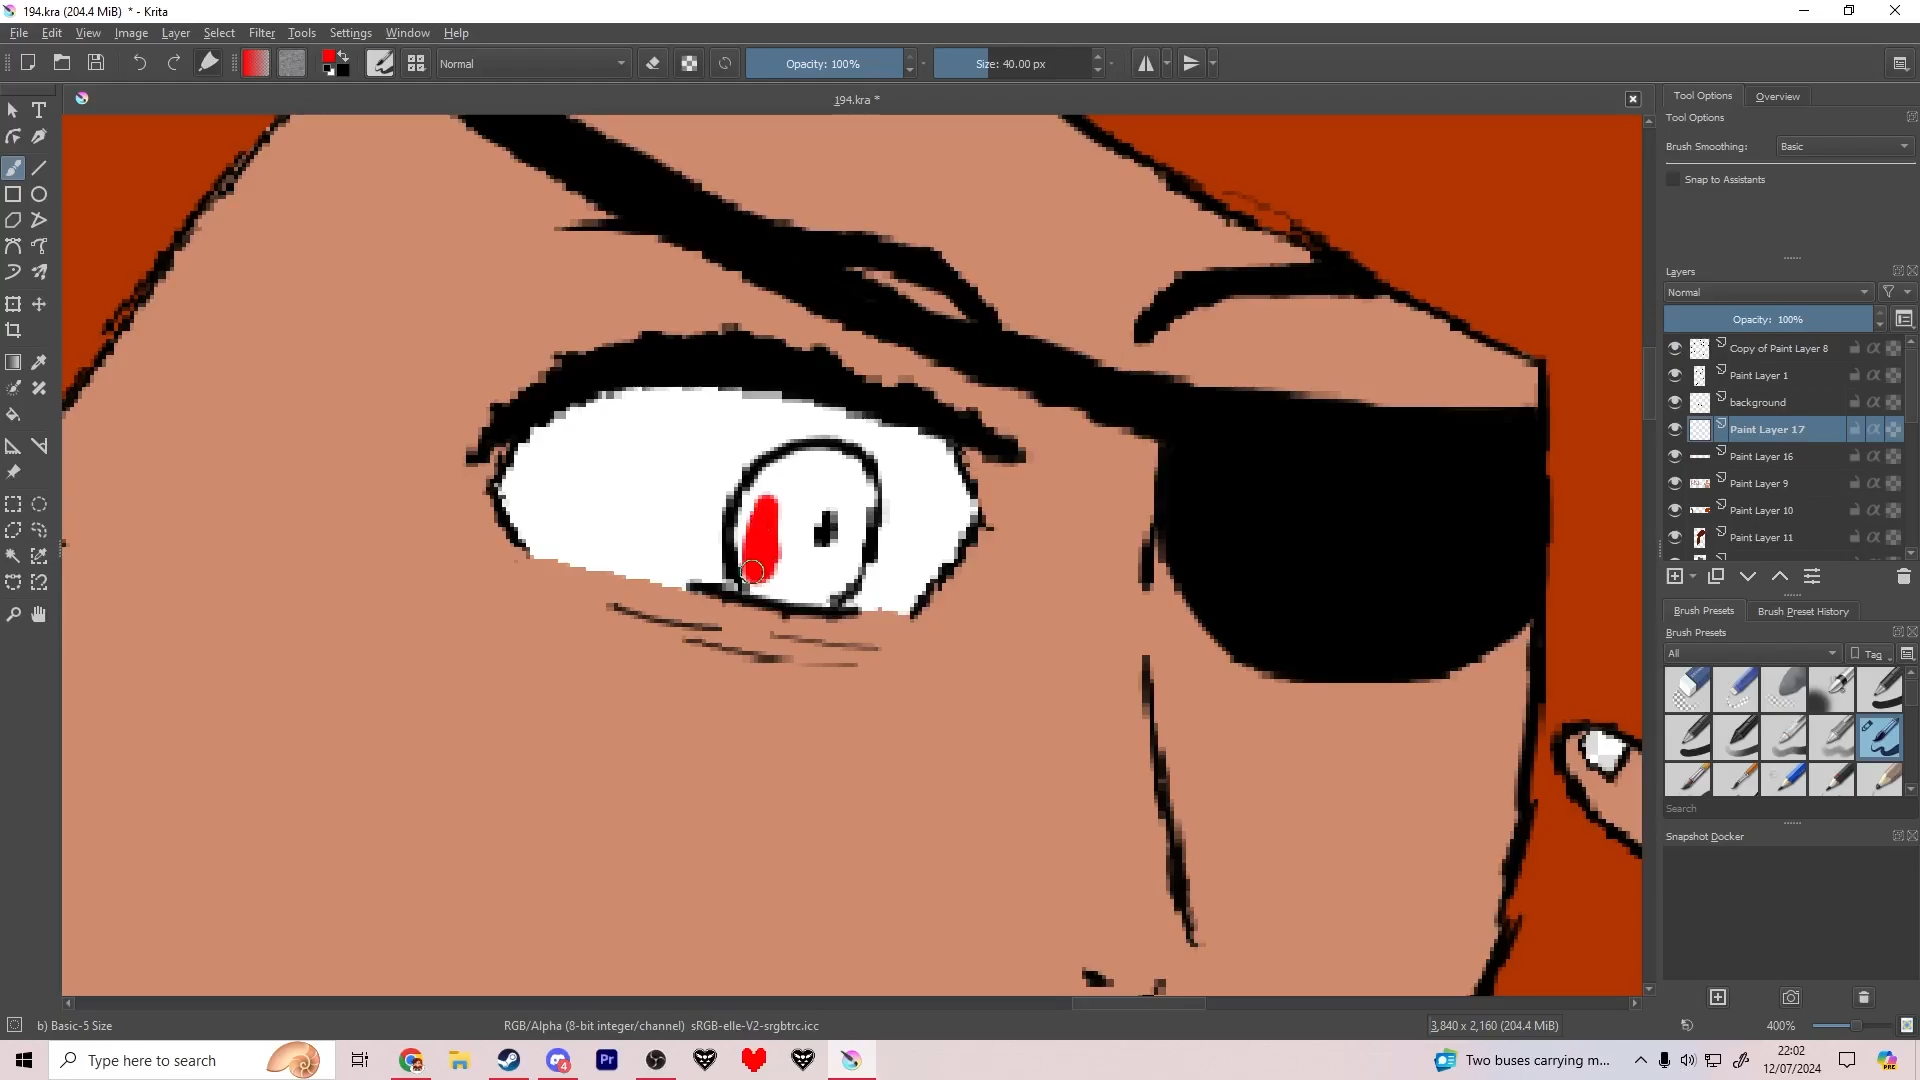 194.kra (204.4 MiB) * - Krita
File Edit View Image Layer Select Filter Tools Settings Window Help
Normal
Opacity: 100%
Size: 40.00 px
194.kra *
Tool Options
Overview
Tool Options
Brush Smoothing:
Basic
Snap to Assistants
Layers
Normal
Opacity: 100%
Copy of Paint Layer 8
Paint Layer 1
background
Paint Layer 17
Paint Layer 16
Paint Layer 9
Paint Layer 10
Paint Layer 11
Brush Presets
Brush Preset History
Brush Presets
All
Tag
Search
Snapshot Docker
b) Basic-5 Size
RGB/Alpha (8-bit integer/channel) sRGB-elle-V2-srgbtrc.icc
3,840 x 2,160 (204.4 MiB)
400%
Type here to search
4
Pr
Two buses carrying m...
22:02
12/07/2024
PRE